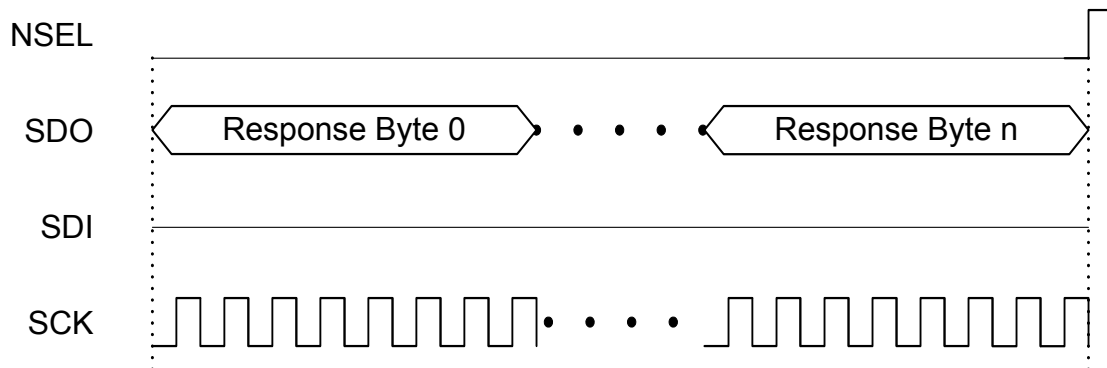 NSEL
SDO
Response Byte 0
Response Byte n
SDI
SCK